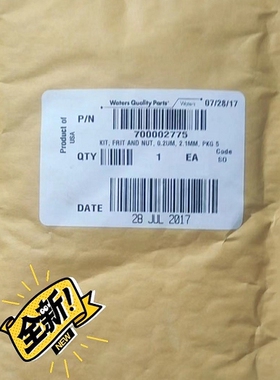 Waters Quality Parts
Waters
07/28/17
P/N
Product of
USA
700002775
KIT, FRIT AND NUT, 0.2UM, 2.1MM, PKG 5
QTY 1 EA
Code
50
DATE
28 JUL 2017
全新!
NEW